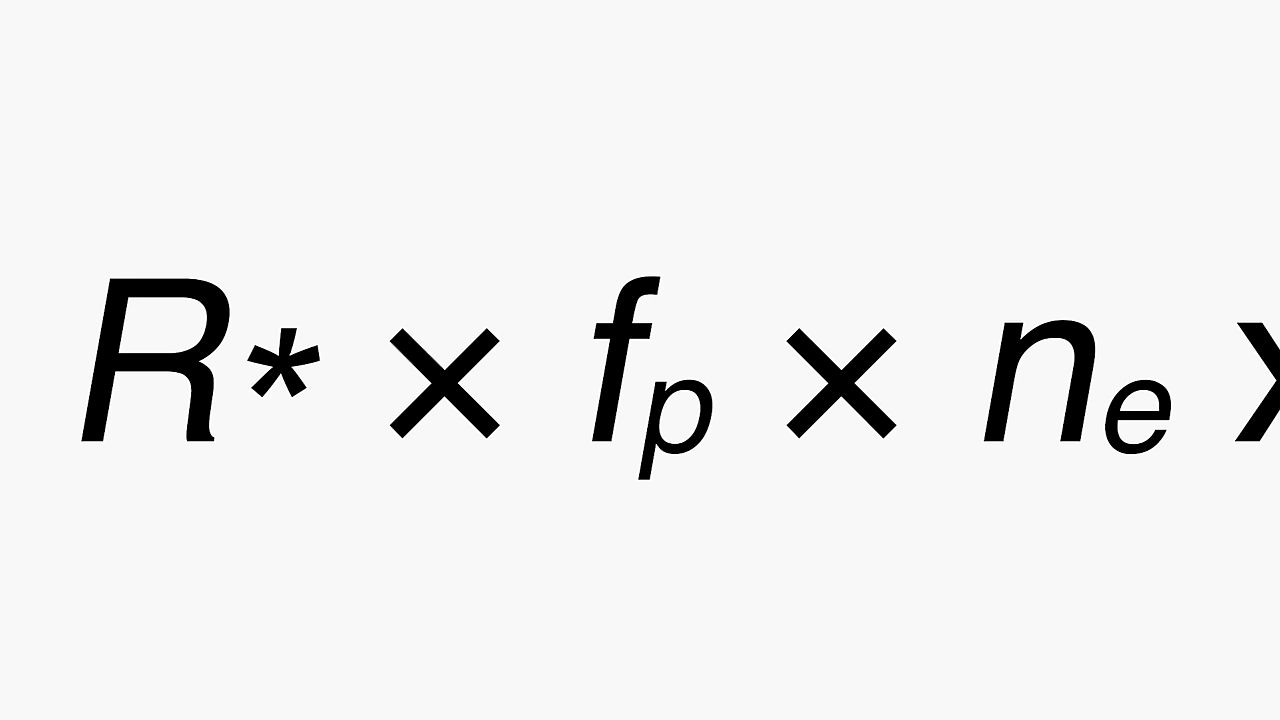 R* × fp × ne ×